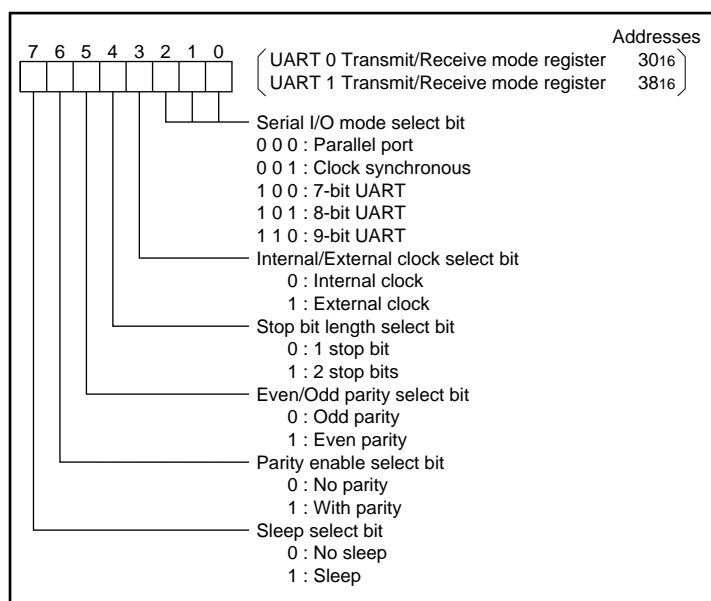 Addresses
7 6 5 4 3 2 1 0
UART 0 Transmit/Receive mode register 3016
UART 1 Transmit/Receive mode register 3816
Serial I/O mode select bit
0 0 0 : Parallel port
0 0 1 : Clock synchronous
1 0 0 : 7-bit UART
1 0 1 : 8-bit UART
1 1 0 : 9-bit UART
Internal/External clock select bit
0 : Internal clock
1 : External clock
Stop bit length select bit
0 : 1 stop bit
1 : 2 stop bits
Even/Odd parity select bit
0 : Odd parity
1 : Even parity
Parity enable select bit
0 : No parity
1 : With parity
Sleep select bit
0 : No sleep
1 : Sleep